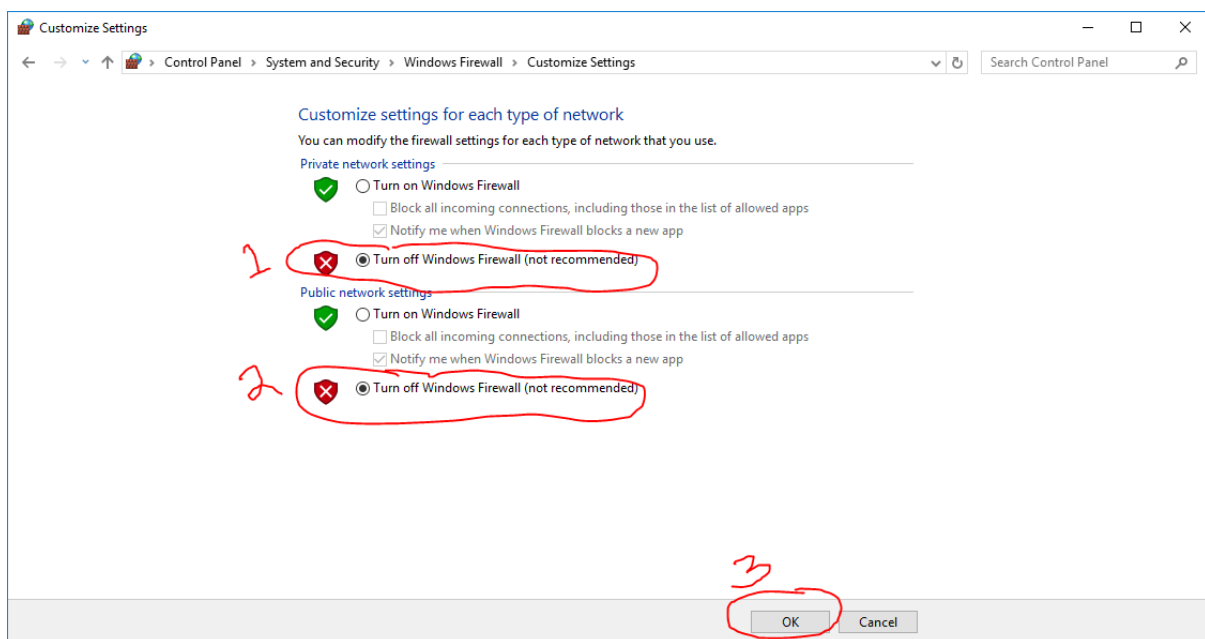 Customize Settings
Control Panel > System and Security > Windows Firewall > Customize Settings
Search Control Panel
Customize settings for each type of network
You can modify the firewall settings for each type of network that you use.
Private network settings
Turn on Windows Firewall
Block all incoming connections, including those in the list of allowed apps
Notify me when Windows Firewall blocks a new app
1 Turn off Windows Firewall (not recommended)
Public network settings
Turn on Windows Firewall
Block all incoming connections, including those in the list of allowed apps
Notify me when Windows Firewall blocks a new app
2 Turn off Windows Firewall (not recommended)
3
OK Cancel